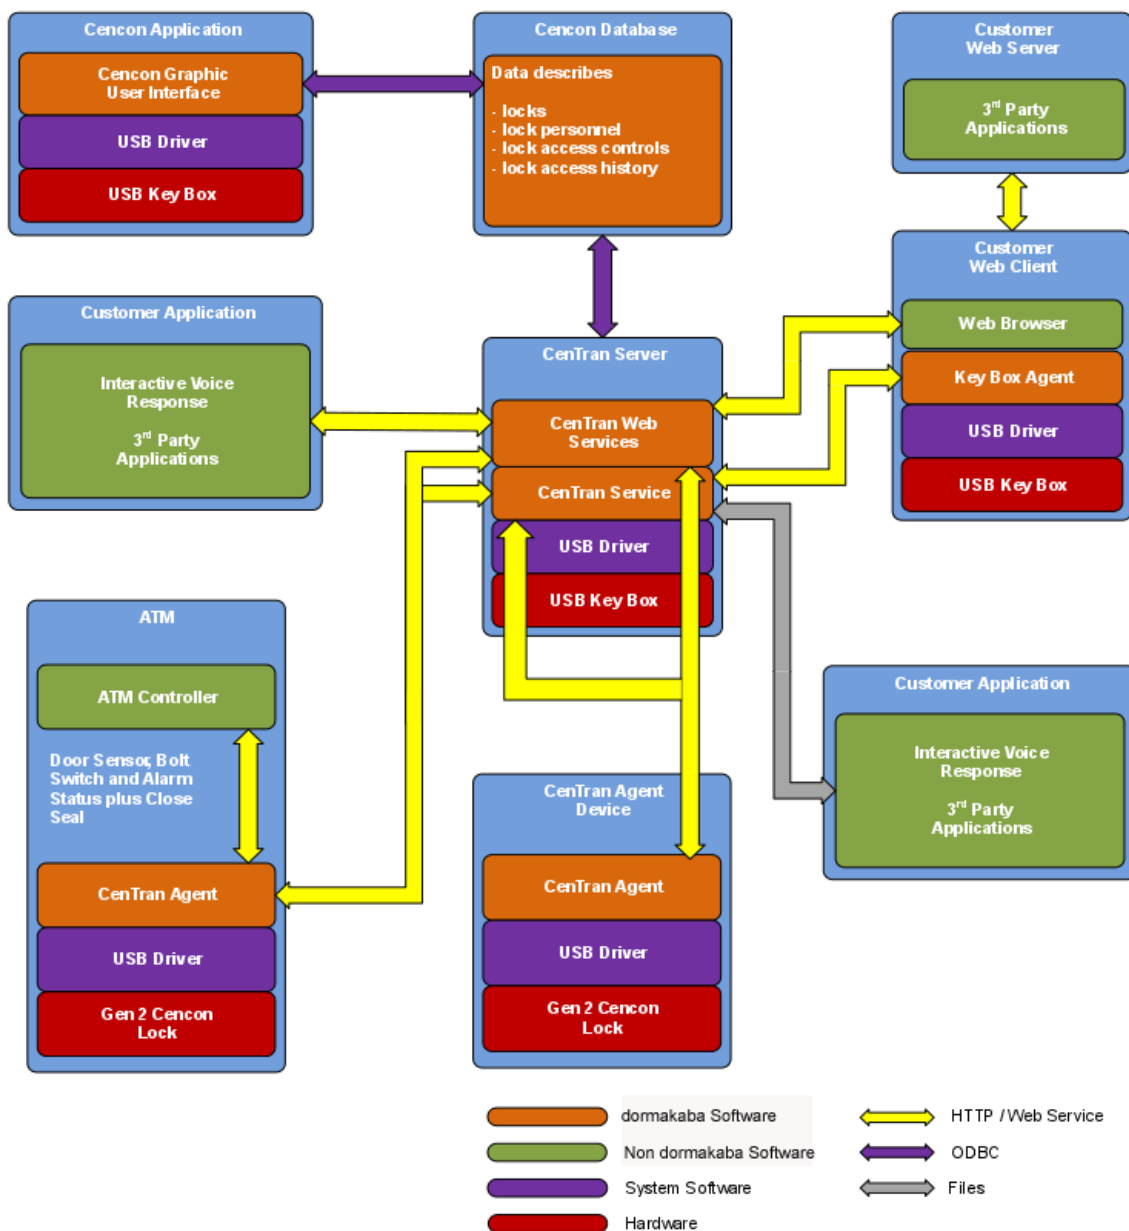 Cencon Application
Cencon Graphic
User Interface
USB Driver
USB Key Box
Cencon Database
Data describes
- locks
- lock personnel
- lock access controls
- lock access history
Customer
Web Server
3rd Party
Applications
Customer
Web Client
Web Browser
Key Box Agent
USB Driver
USB Key Box
Customer Application
Interactive Voice
Response
3rd Party
Applications
CenTran Server
CenTran Web
Services
CenTran Service
USB Driver
USB Key Box
ATM
ATM Controller
Door Sensor, Bolt
Switch and Alarm
Status plus Close
Seal
CenTran Agent
USB Driver
Gen 2 Cencon
Lock
CenTran Agent
Device
CenTran Agent
USB Driver
Gen 2 Cencon
Lock
Customer Application
Interactive Voice
Response
3rd Party
Applications
dormakaba Software
Non dormakaba Software
System Software
Hardware
HTTP / Web Service
ODBC
Files